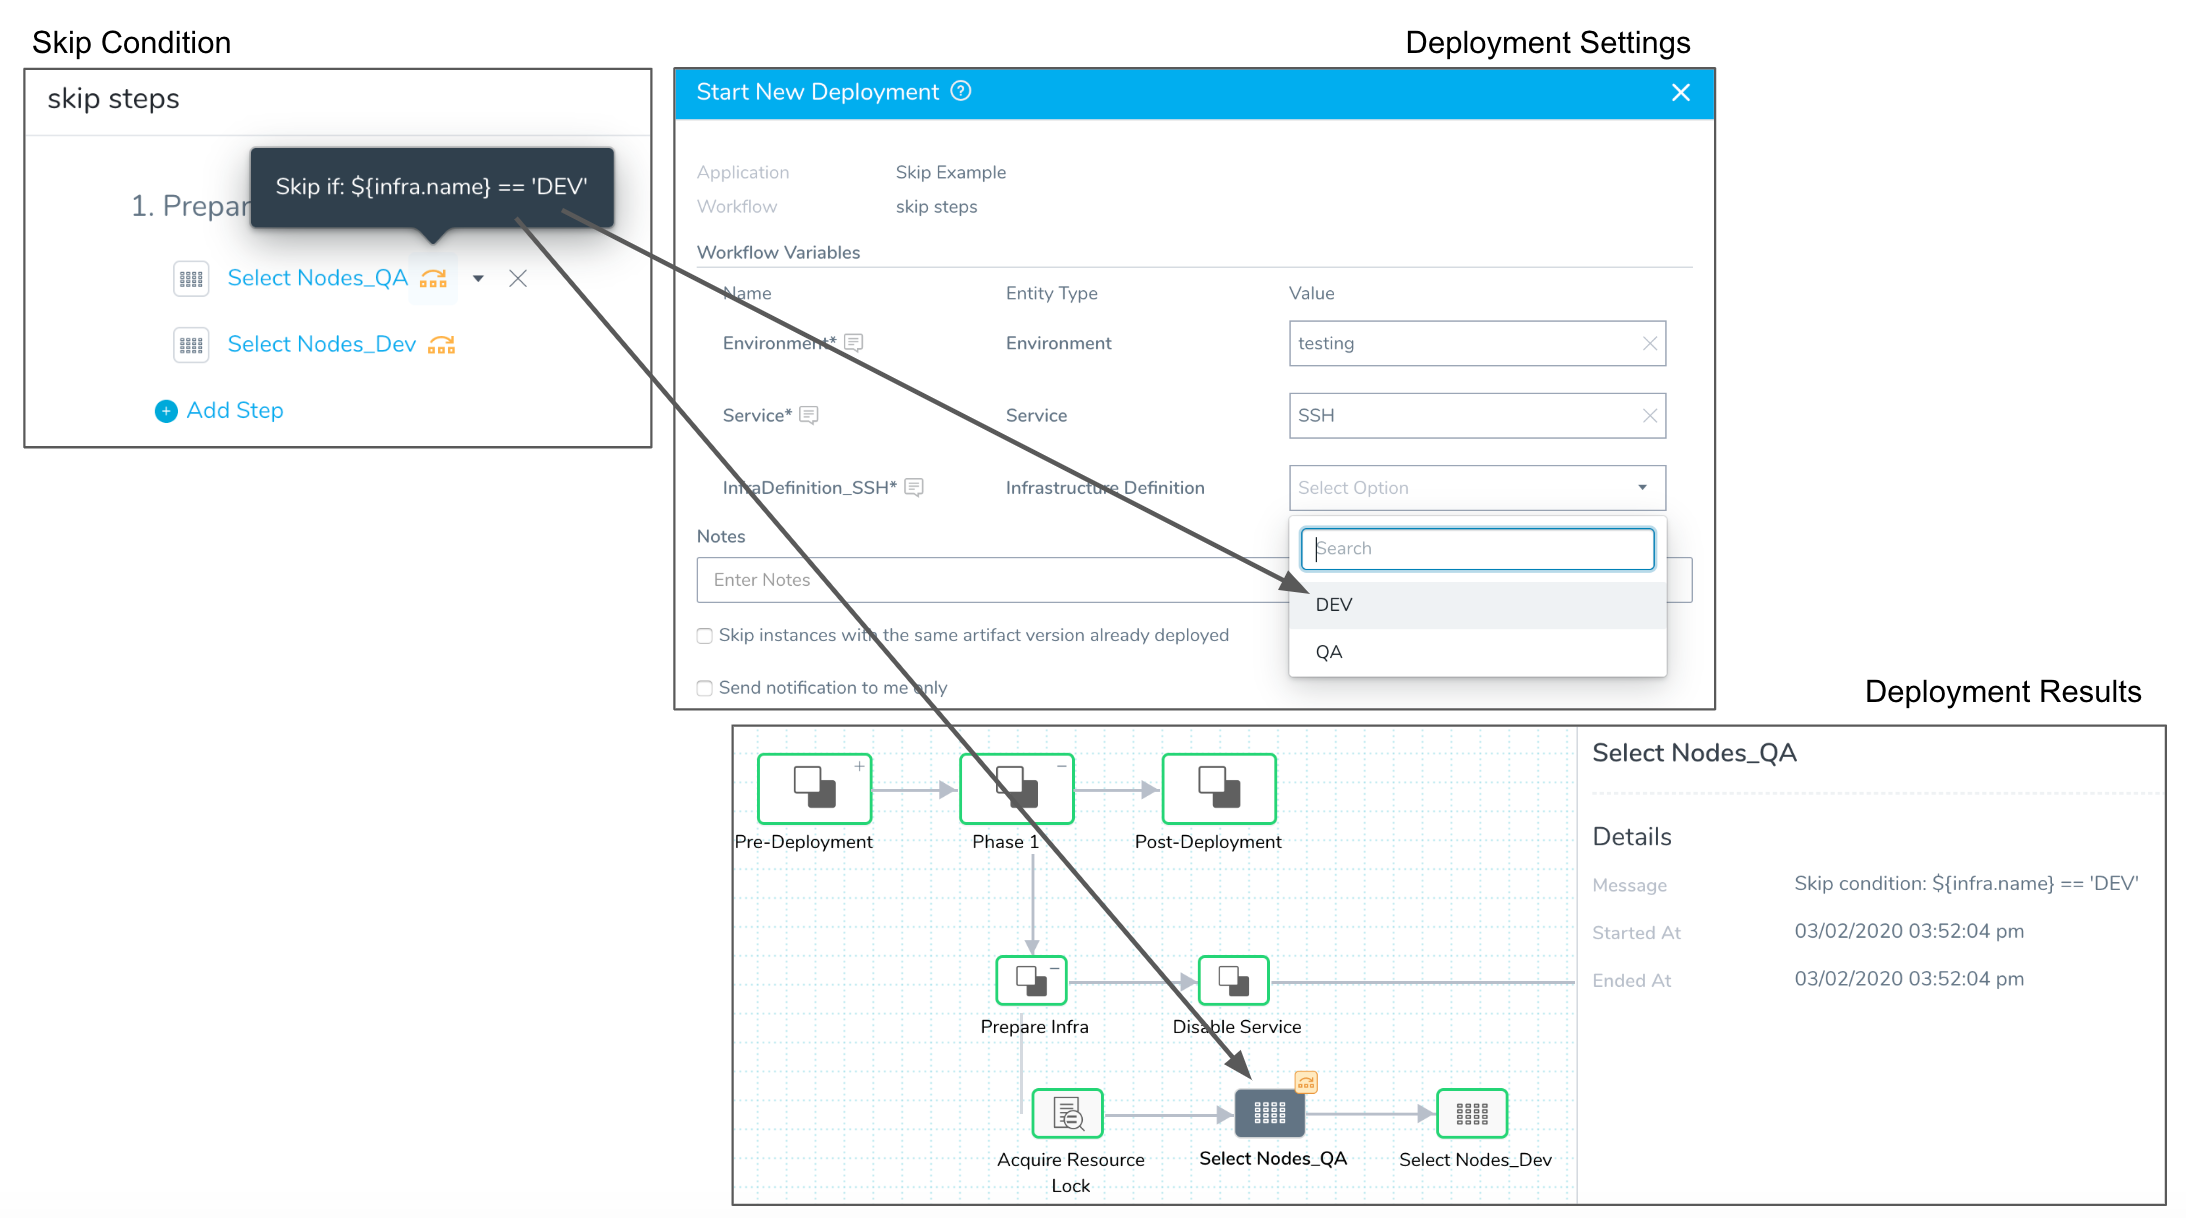 Skip Condition
skip steps
Skip if: ${infra.name} == 'DEV'
1. Prepar
Select Nodes_QA
Select Nodes_Dev
Add Step
Deployment Settings
Start New Deployment
Application Skip Example
Workflow skip steps
Workflow Variables
Name Entity Type Value
Environment* Environment testing
Service* Service SSH
InfraDefinition_SSH* Infrastructure Definition Select Option
Search
DEV
QA
Notes
Enter Notes
Skip instances with the same artifact version already deployed
Send notification to me only
Deployment Results
Pre-Deployment Phase 1 Post-Deployment
Prepare Infra Disable Service
Acquire Resource Lock Select Nodes_QA Select Nodes_Dev
Select Nodes_QA
Details
Message Skip condition: ${infra.name} == 'DEV'
Started At 03/02/2020 03:52:04 pm
Ended At 03/02/2020 03:52:04 pm